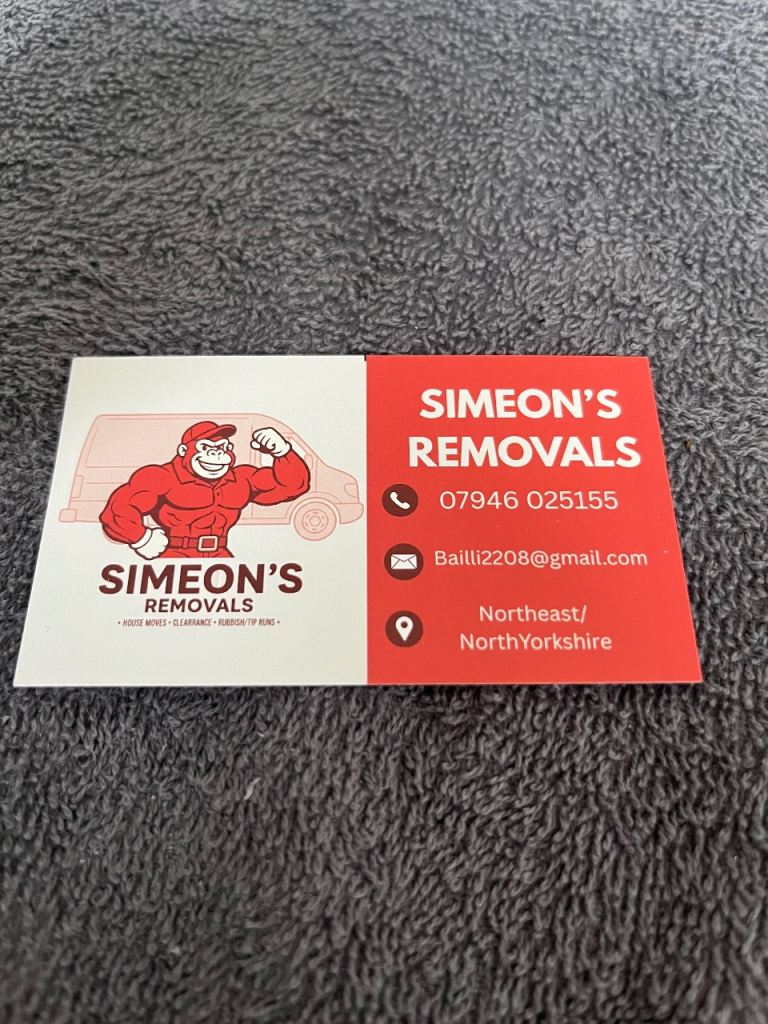 SIMEON'S
REMOVALS
• HOUSE MOVES • CLEARRANCE • RUBBISH/TIP RUNS •
SIMEON'S
REMOVALS
07946 025155
Bailli2208@gmail.com
Northeast/
NorthYorkshire